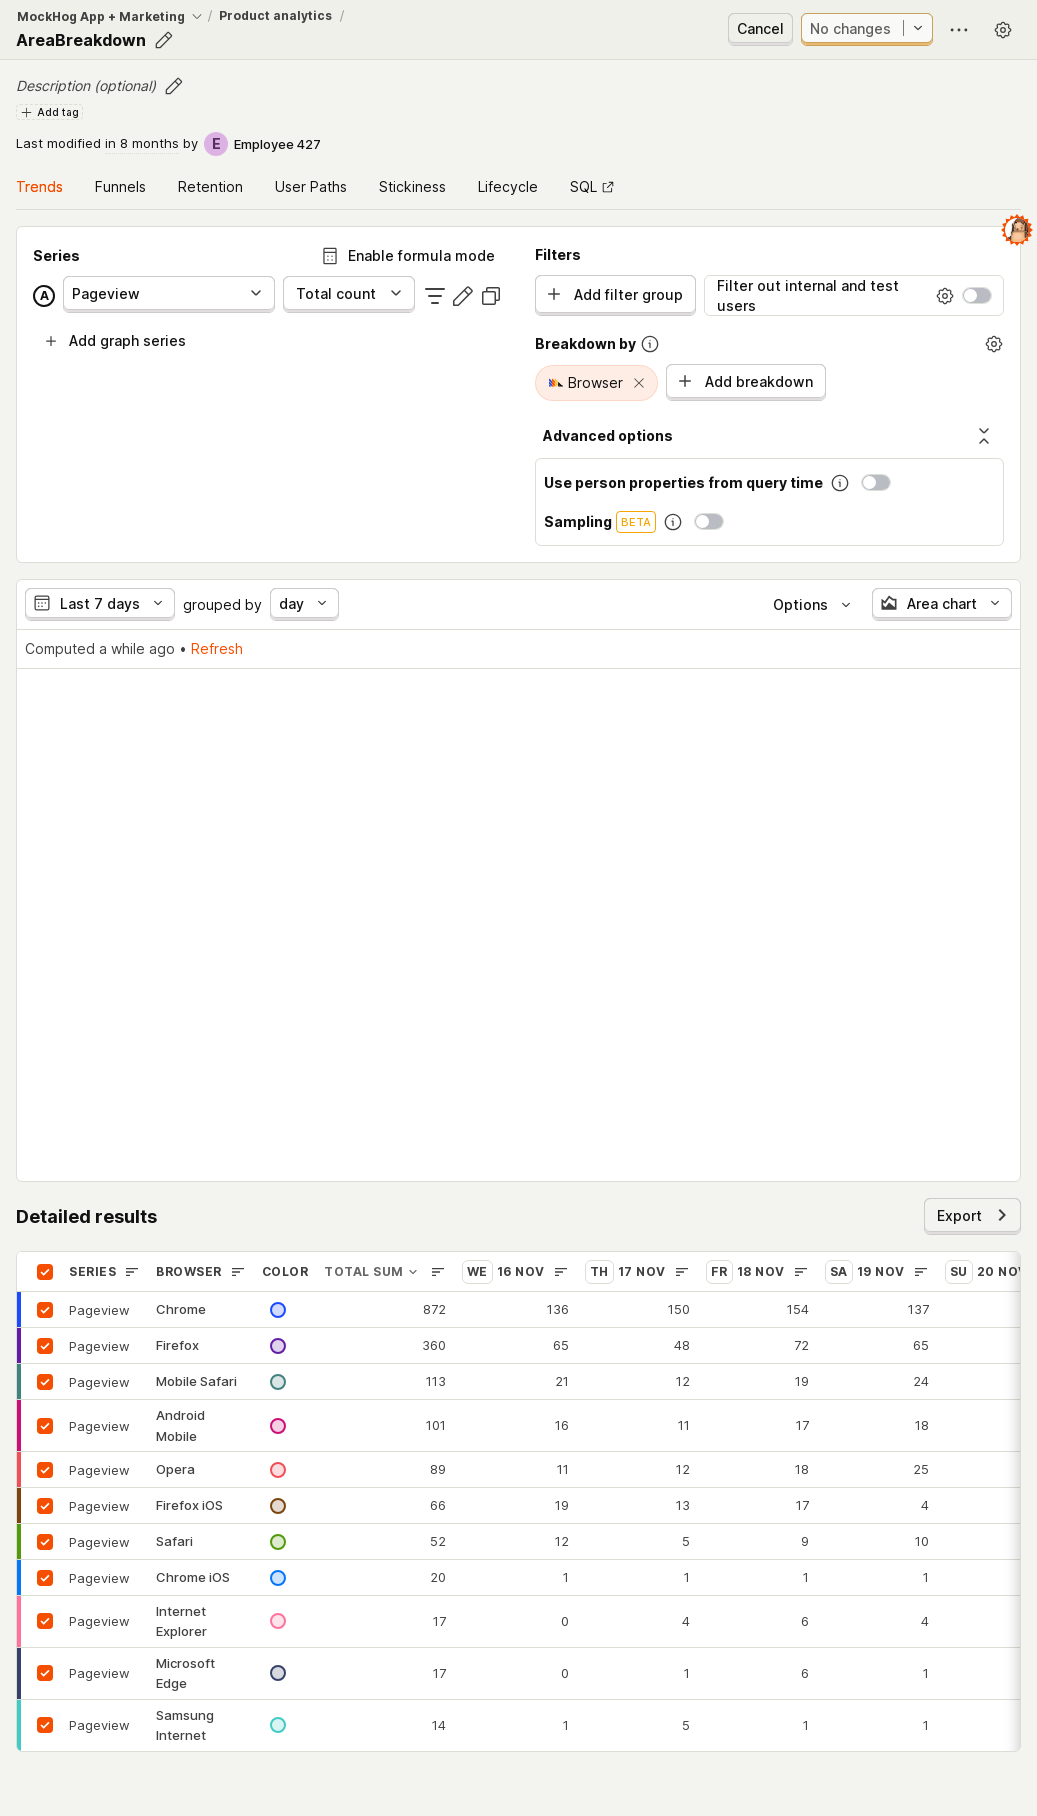 MockHog App + Marketing / Product analytics /
AreaBreakdown
Cancel
No changes
Description (optional)
Add tag
Last modified in 8 months by E Employee 427
Trends
Funnels
Retention
User Paths
Stickiness
Lifecycle
SQL
Series
Enable formula mode
A Pageview
Total count
Add graph series
Filters
Add filter group
Filter out internal and test
users
Breakdown by
Browser
Add breakdown
Advanced options
Use person properties from query time
Sampling BETA
Last 7 days
grouped by
day
Options
Area chart
Computed a while ago • Refresh
Detailed results
Export
SERIES BROWSER COLOR TOTAL SUM WE 16 NOV TH 17 NOV FR 18 NOV SA 19 NOV SU 20 NOV
Pageview Chrome 872 136 150 154 137
Pageview Firefox 360 65 48 72 65
Pageview Mobile Safari 113 21 12 19 24
Pageview Android
Mobile 101 16 11 17 18
Pageview Opera 89 11 12 18 25
Pageview Firefox iOS 66 19 13 17 4
Pageview Safari 52 12 5 9 10
Pageview Chrome iOS 20 1 1 1 1
Pageview Internet
Explorer 17 0 4 6 4
Pageview Microsoft
Edge 17 0 1 6 1
Pageview Samsung
Internet 14 1 5 1 1